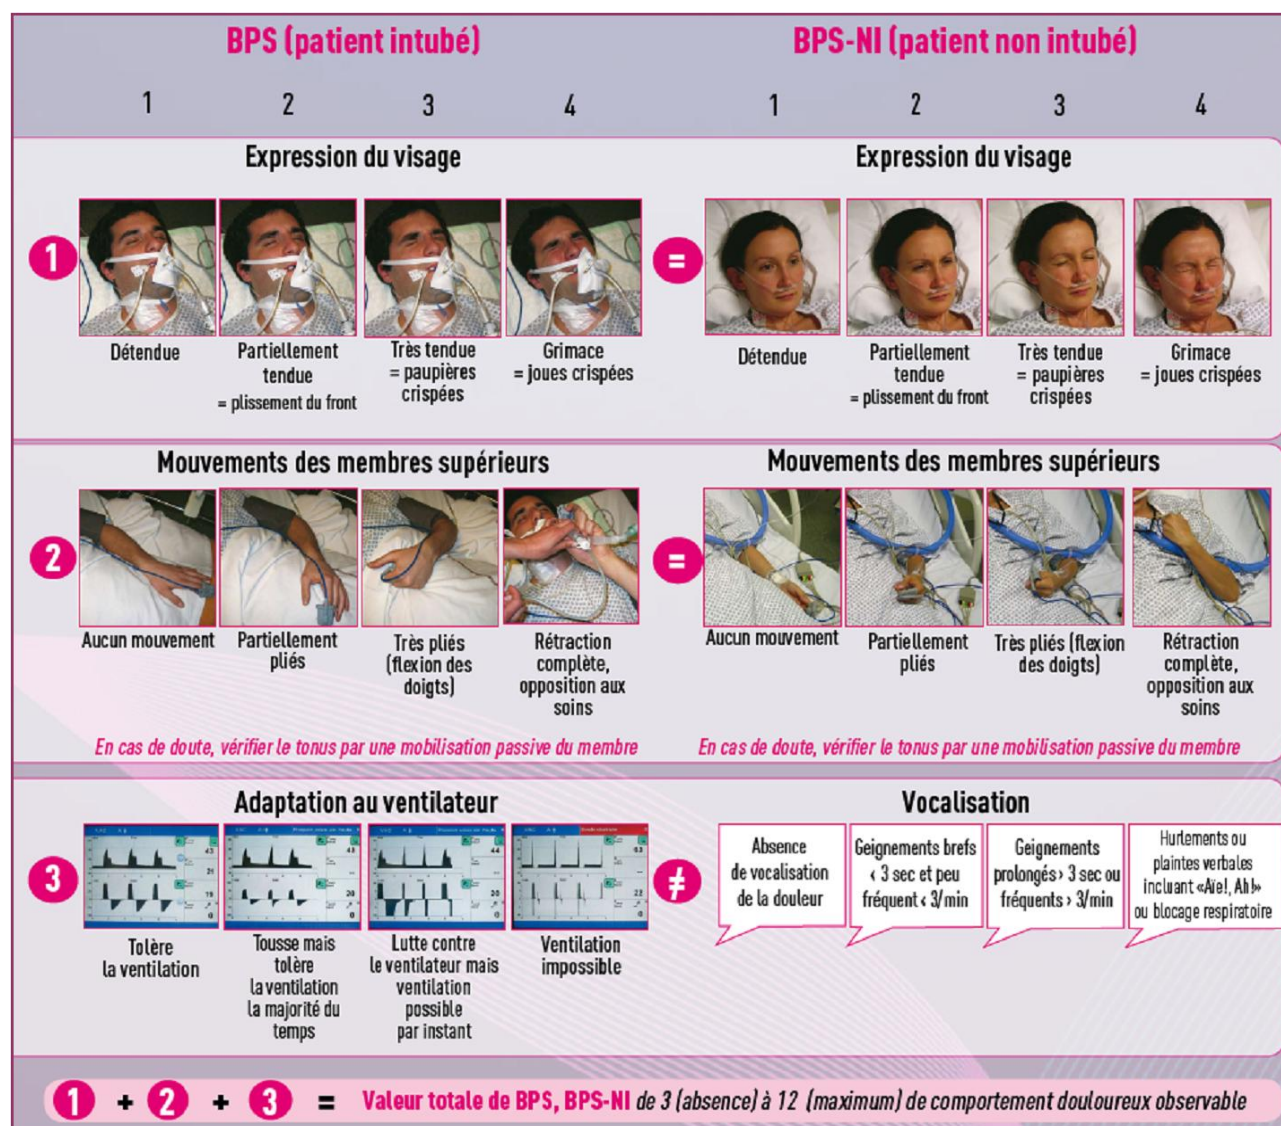 BPS (patient intubé)
BPS-NI (patient non intubé)
1 2 3 4
1 2 3 4
Expression du visage
Expression du visage
1
Détendue
Partiellement
tendue
= plissement du front
Très tendue
= paupières
crispées
Grimace
= joues crispées
=
Détendue
Partiellement
tendue
= plissement du front
Très tendue
= paupières
crispées
Grimace
= joues crispées
Mouvements des membres supérieurs
Mouvements des membres supérieurs
2
Aucun mouvement
Partiellement
pliés
Très pliés
(flexion des
doigts)
Rétraction
complète,
opposition aux
soins
=
Aucun mouvement
Partiellement
pliés
Très pliés (flexion
des doigts)
Rétraction
complète,
opposition aux
soins
En cas de doute, vérifier le tonus par une mobilisation passive du membre
En cas de doute, vérifier le tonus par une mobilisation passive du membre
Adaptation au ventilateur
Vocalisation
3
Tolère
la ventilation
Tousse mais
tolère
la ventilation
la majorité du
temps
Lutte contre
le ventilateur mais
ventilation
possible
par instant
Ventilation
impossible
≠
Absence
de vocalisation
de la douleur
Geignements brefs
< 3 sec et peu
fréquent < 3/min
Geignements
prolongés > 3 sec ou
fréquents > 3/min
Hurlements ou
plaintes verbales
incluant «Aïe!, Ah!»
ou blocage respiratoire
1 + 2 + 3 = Valeur totale de BPS, BPS-NI de 3 (absence) à 12 (maximum) de comportement douloureux observable